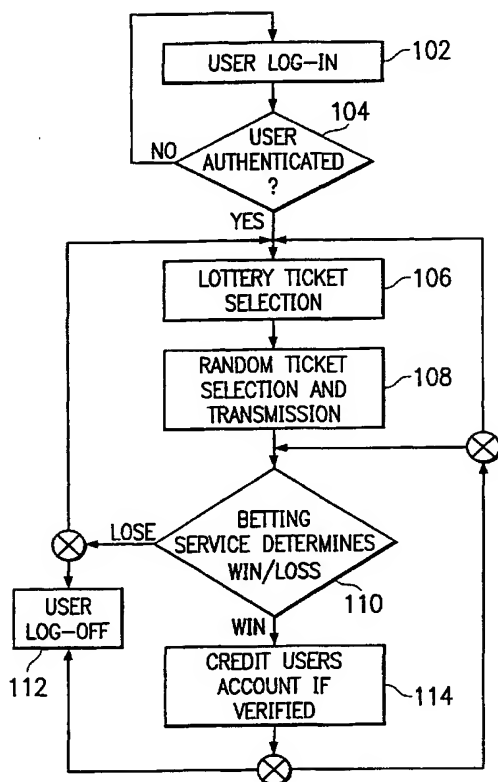 USER LOG-IN
102
104
USER
AUTHENTICATED
?
NO
YES
LOTTERY TICKET
SELECTION
106
RANDOM TICKET
SELECTION AND
TRANSMISSION
108
LOSE
BETTING
SERVICE DETERMINES
WIN/LOSS
110
USER
LOG-OFF
112
WIN
CREDIT USERS
ACCOUNT IF
VERIFIED
114